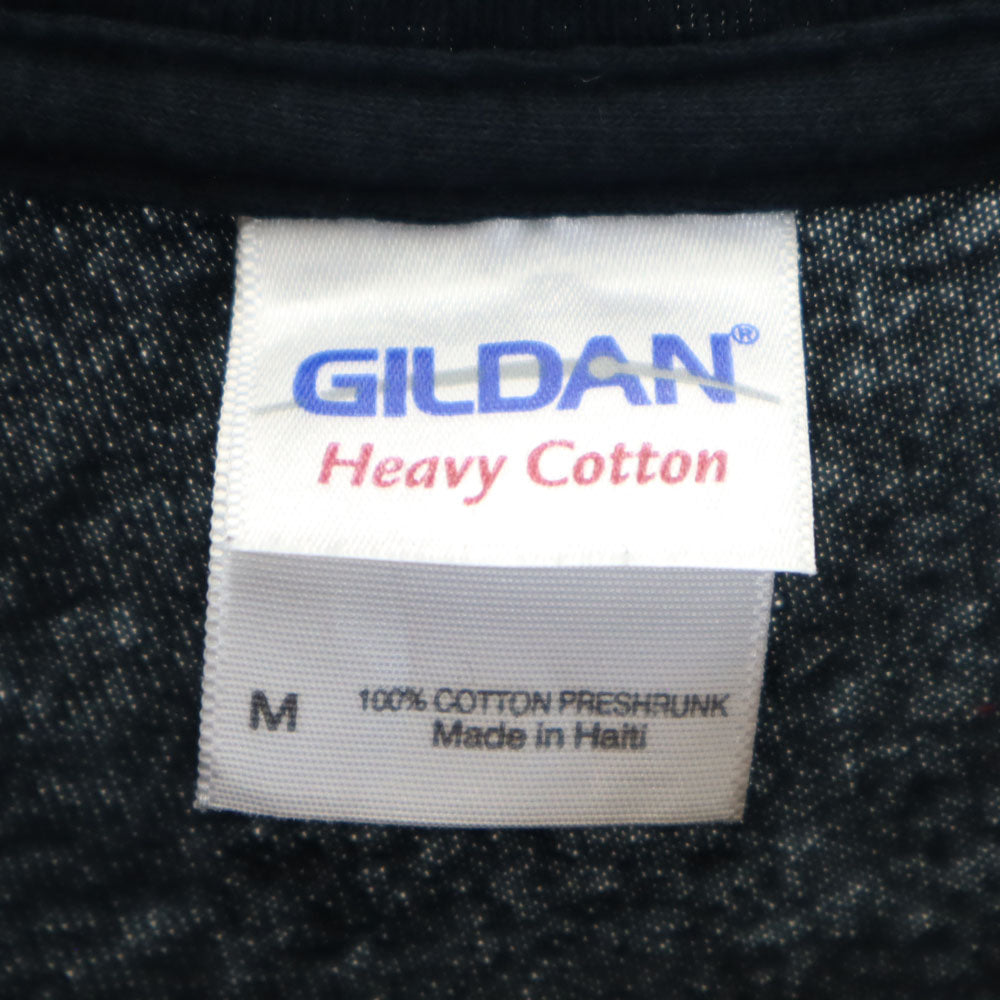 GILDAN®
Heavy Cotton
M
100% COTTON PRESHRUNK
Made in Haiti